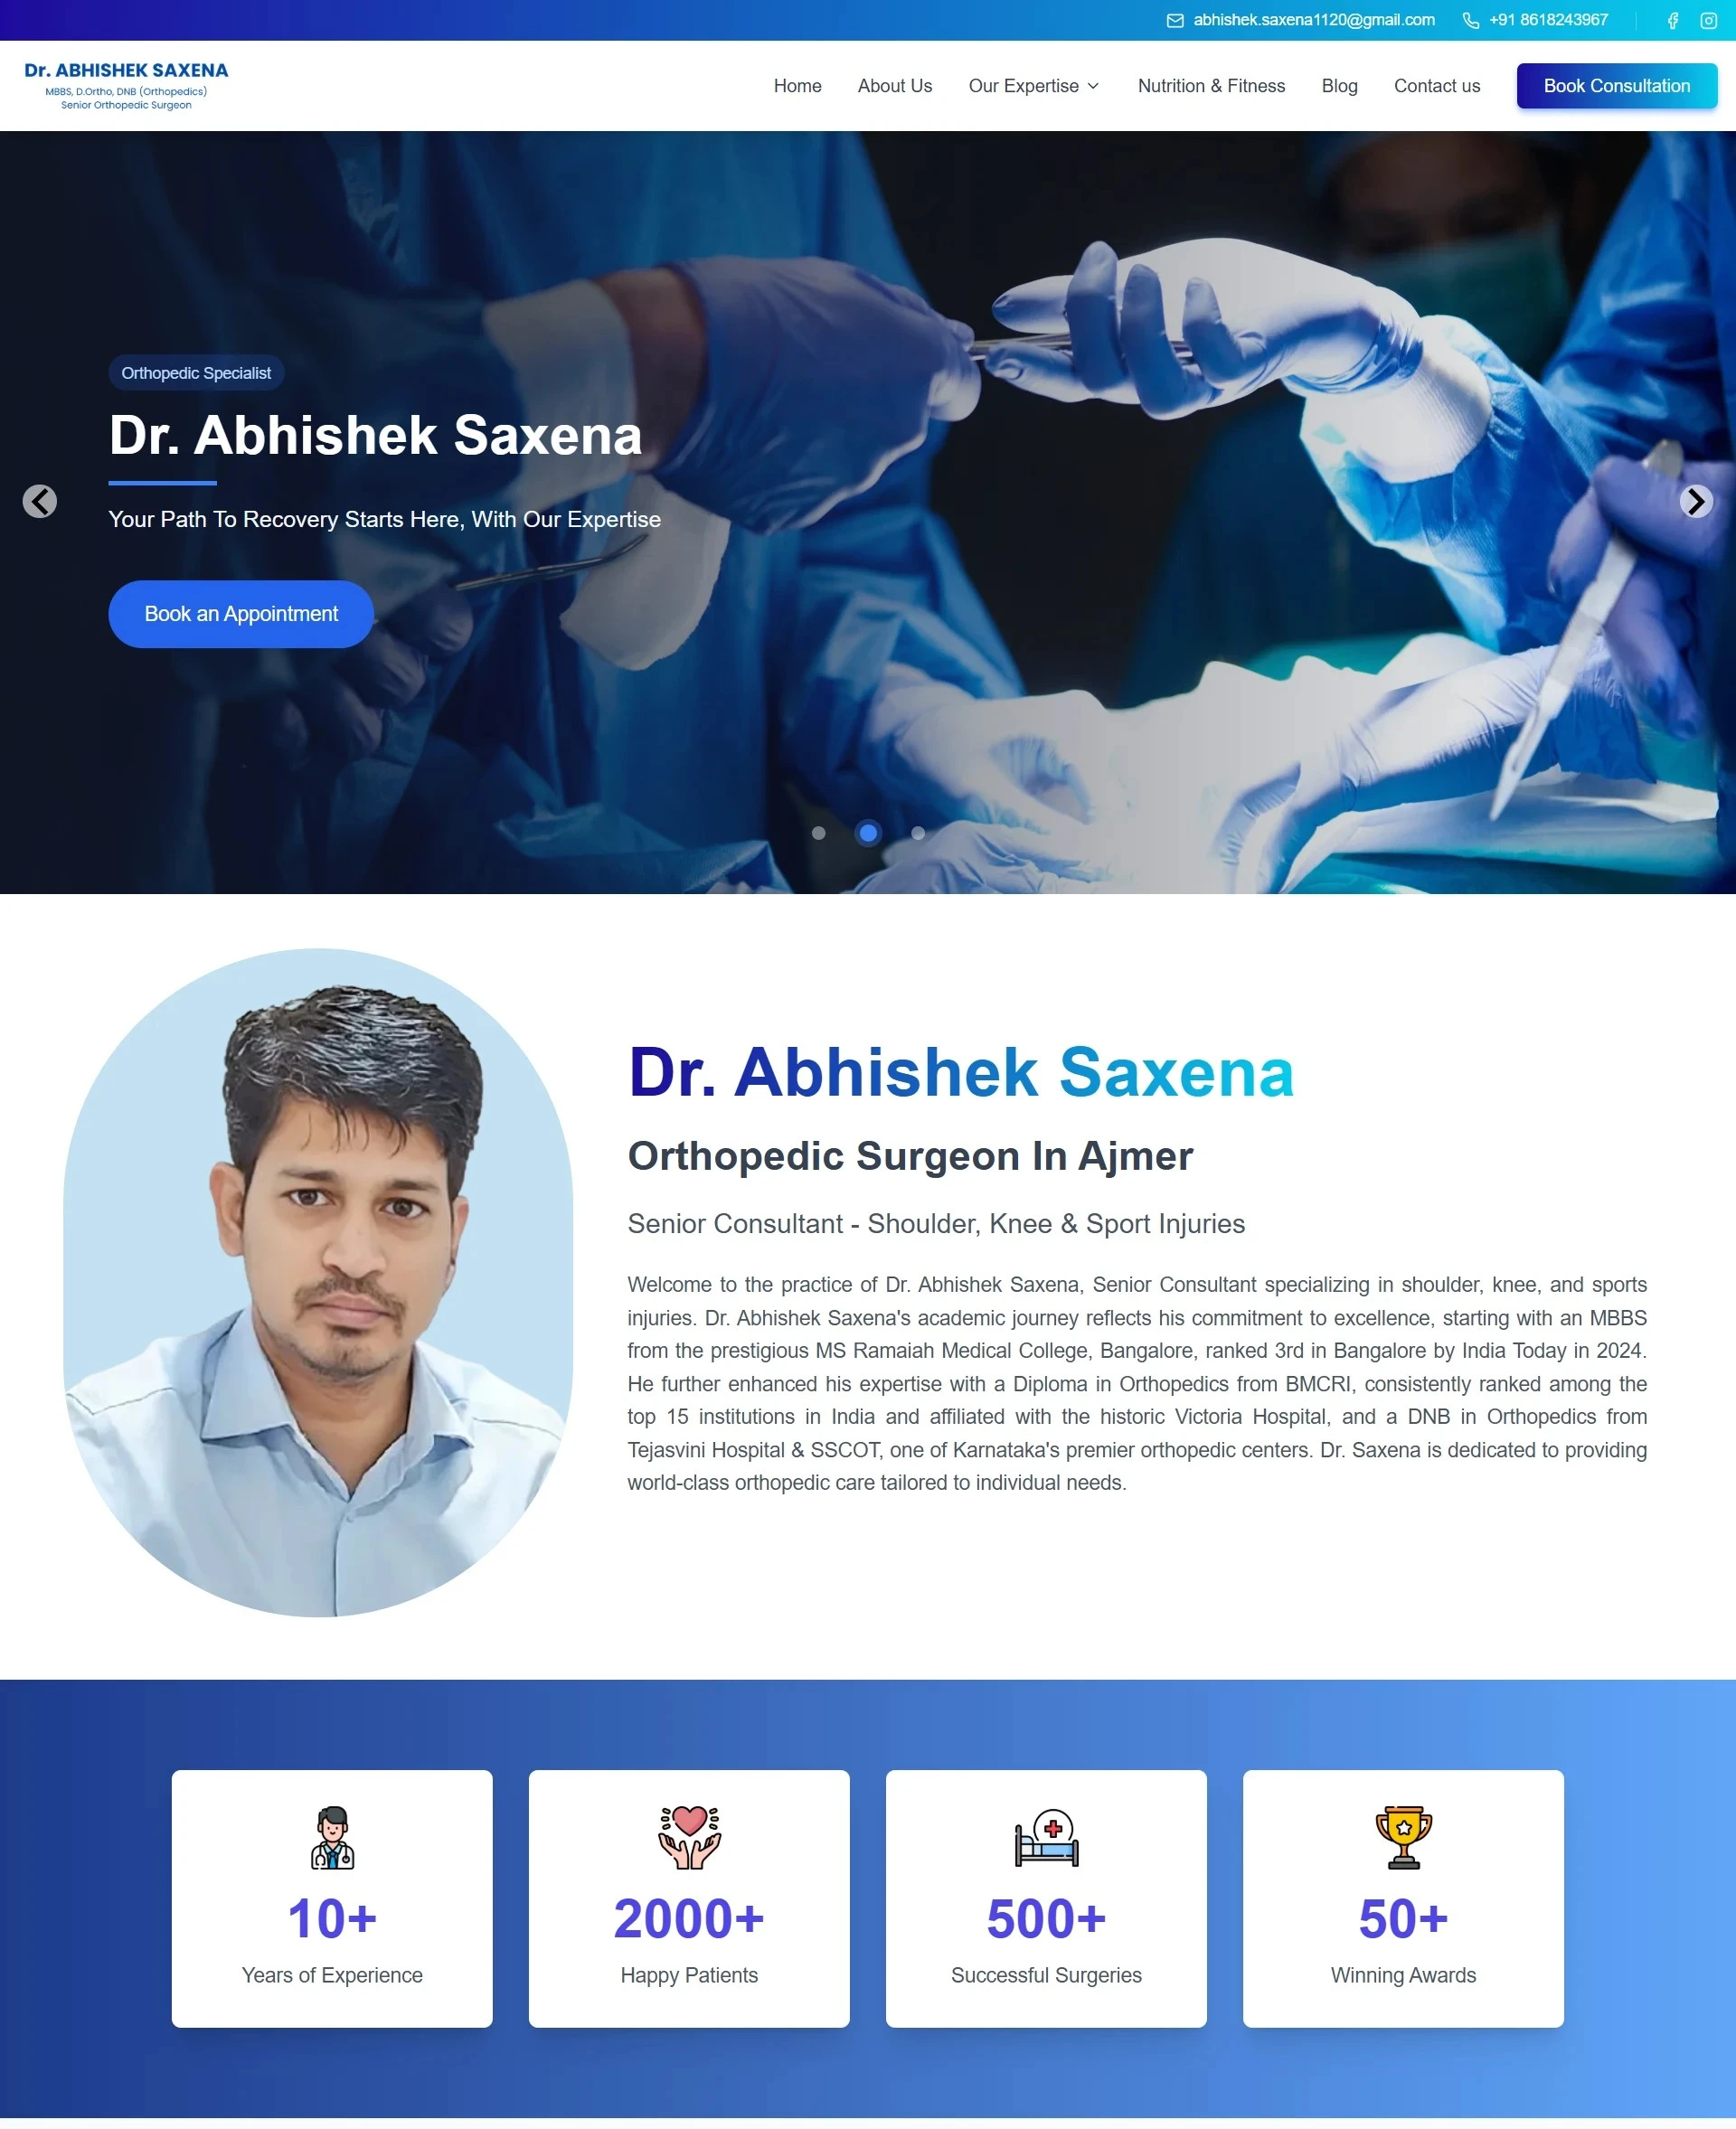 abhishek.saxena1120@gmail.com +91 8618243967
Dr. ABHISHEK SAXENA
MBBS, D.Ortho, DNB (Orthopedics)
Senior Orthopedic Surgeon
Home About Us Our Expertise Nutrition & Fitness Blog Contact us Book Consultation
Orthopedic Specialist
Dr. Abhishek Saxena
Your Path To Recovery Starts Here, With Our Expertise
Book an Appointment
Dr. Abhishek Saxena
Orthopedic Surgeon In Ajmer
Senior Consultant - Shoulder, Knee & Sport Injuries
Welcome to the practice of Dr. Abhishek Saxena, Senior Consultant specializing in shoulder, knee, and sports
injuries. Dr. Abhishek Saxena's academic journey reflects his commitment to excellence, starting with an MBBS
from the prestigious MS Ramaiah Medical College, Bangalore, ranked 3rd in Bangalore by India Today in 2024.
He further enhanced his expertise with a Diploma in Orthopedics from BMCRI, consistently ranked among the
top 15 institutions in India and affiliated with the historic Victoria Hospital, and a DNB in Orthopedics from
Tejasvini Hospital & SSCOT, one of Karnataka's premier orthopedic centers. Dr. Saxena is dedicated to providing
world-class orthopedic care tailored to individual needs.
10+
Years of Experience
2000+
Happy Patients
500+
Successful Surgeries
50+
Winning Awards